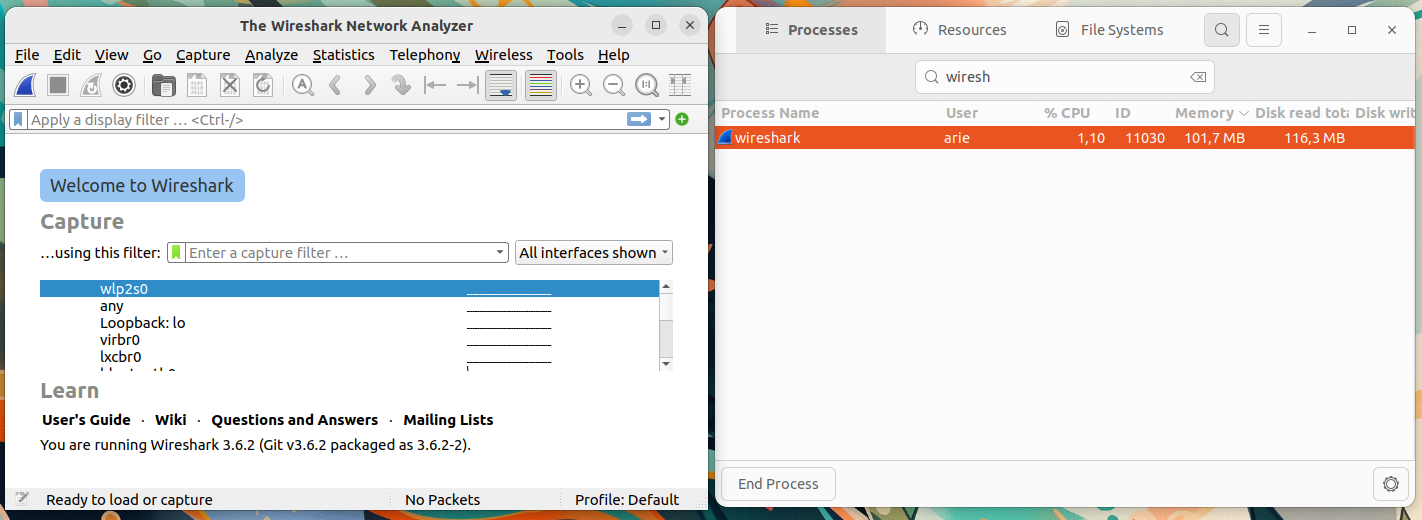 The Wireshark Network Analyzer
File Edit View Go Capture Analyze Statistics Telephony Wireless Tools Help
Apply a display filter … <Ctrl-/>
Welcome to Wireshark
Capture
…using this filter: Enter a capture filter … All interfaces shown
wlp2s0
any
Loopback: lo
virbr0
lxcbr0
Learn
User's Guide · Wiki · Questions and Answers · Mailing Lists
You are running Wireshark 3.6.2 (Git v3.6.2 packaged as 3.6.2-2).
Ready to load or capture No Packets Profile: Default
Processes Resources File Systems
wiresh
Process Name User % CPU ID Memory Disk read tota Disk writ
wireshark arie 1,10 11030 101,7 MB 116,3 MB
End Process